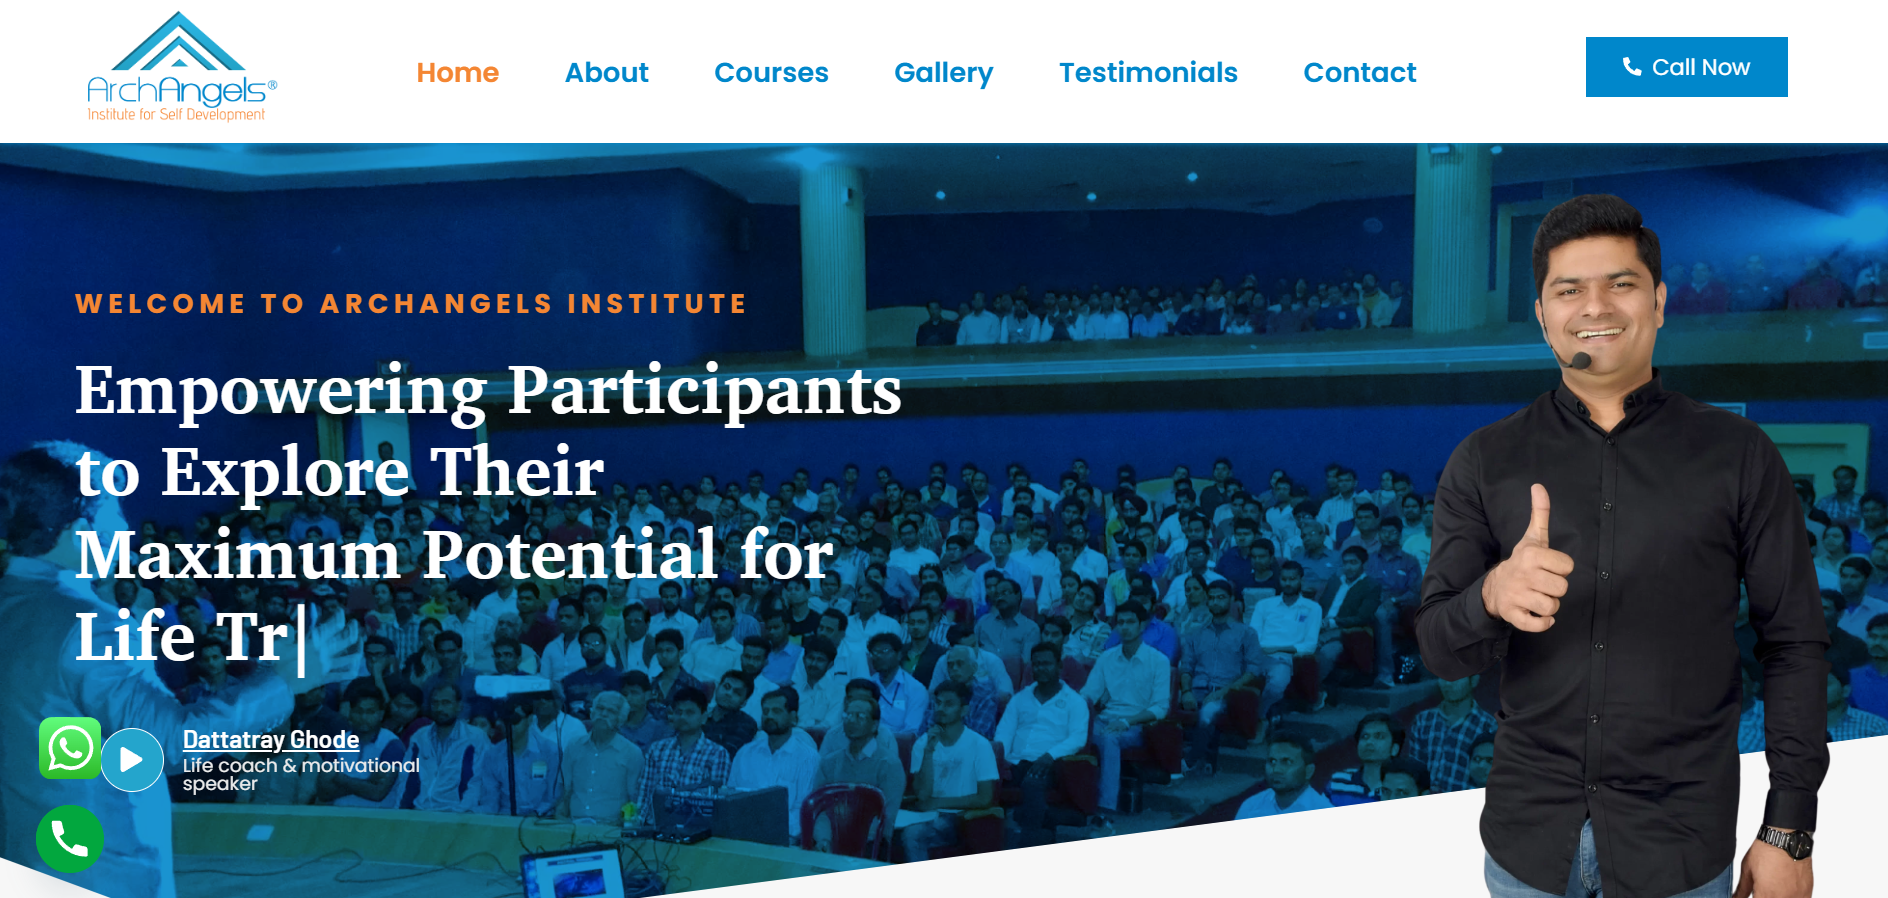 ArchAngels®
Institute for Self Development
Home
About
Courses
Gallery
Testimonials
Contact
Call Now
WELCOME TO ARCHANGELS INSTITUTE
Empowering Participants
to Explore Their
Maximum Potential for
Life Tr|
Dattatray Ghode
Life coach & motivational
speaker